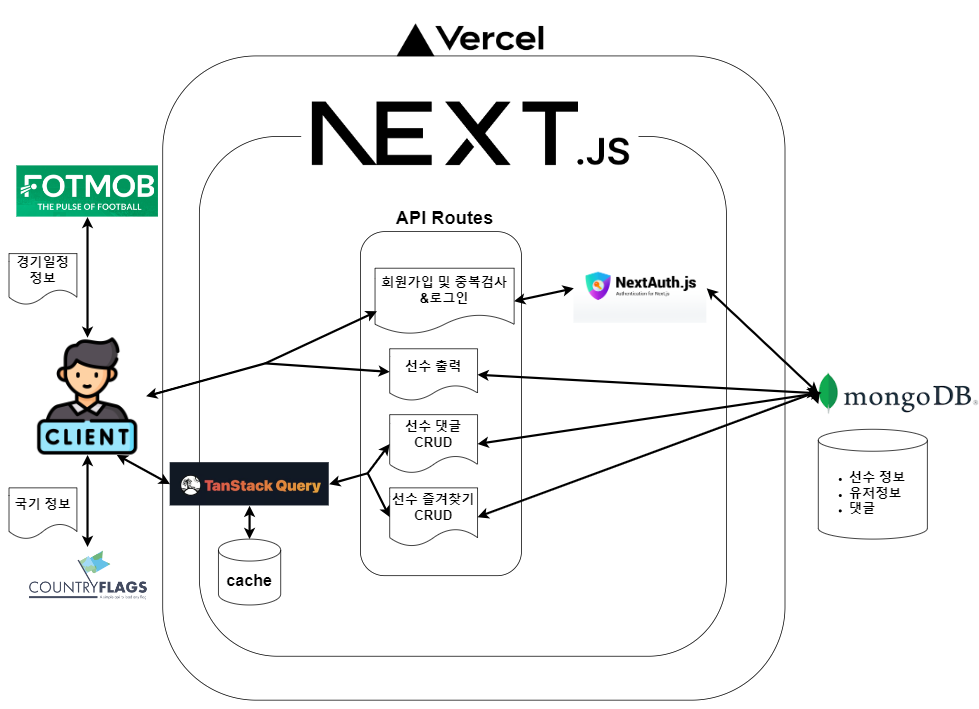 Vercel
NEXT.JS
FOTMOB
THE PULSE OF FOOTBALL
경기일정
정보
CLIENT
국기 정보
COUNTRYFLAGS
API Routes
회원가입 및 중복검사
&로그인
선수 출력
선수 댓글
CRUD
선수 즐겨찾기
CRUD
NextAuth.js
Authentication for Next.js
TanStack Query
cache
mongoDB
선수 정보
유저정보
댓글